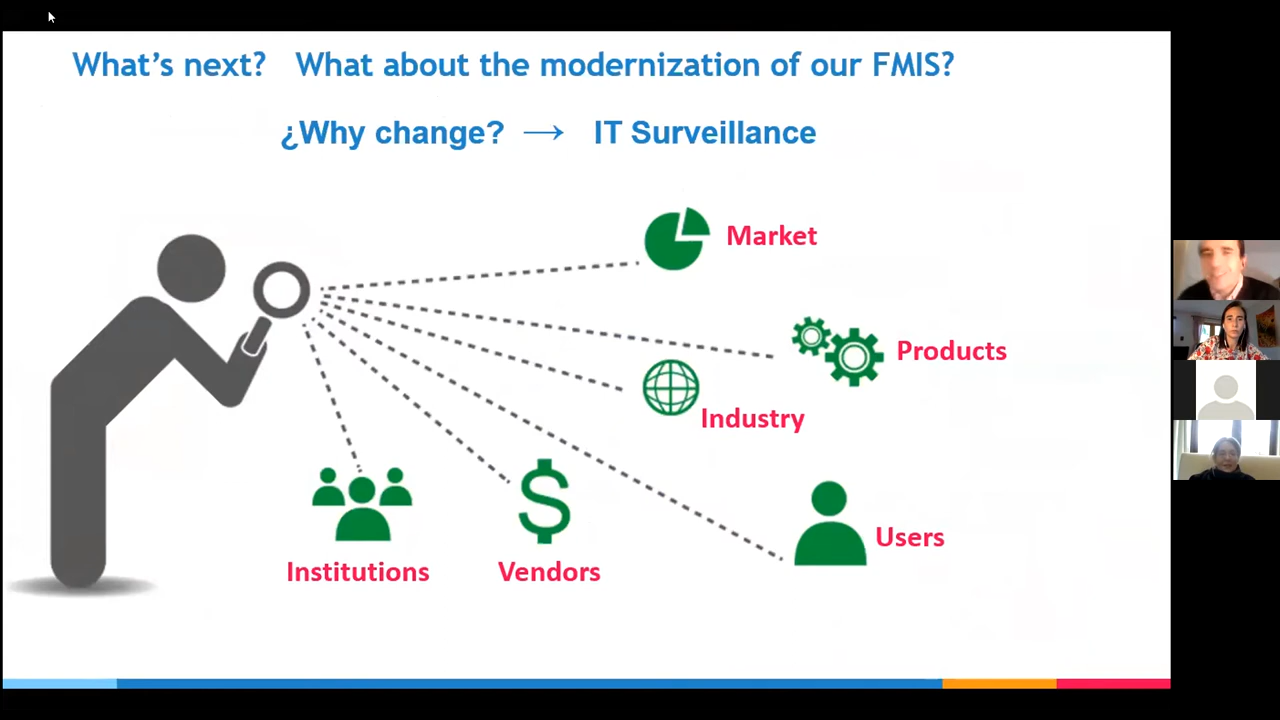 What's next?   What about the modernization of our FMIS?
¿Why change? → IT Surveillance
Market
Products
Industry
Users
Institutions
Vendors